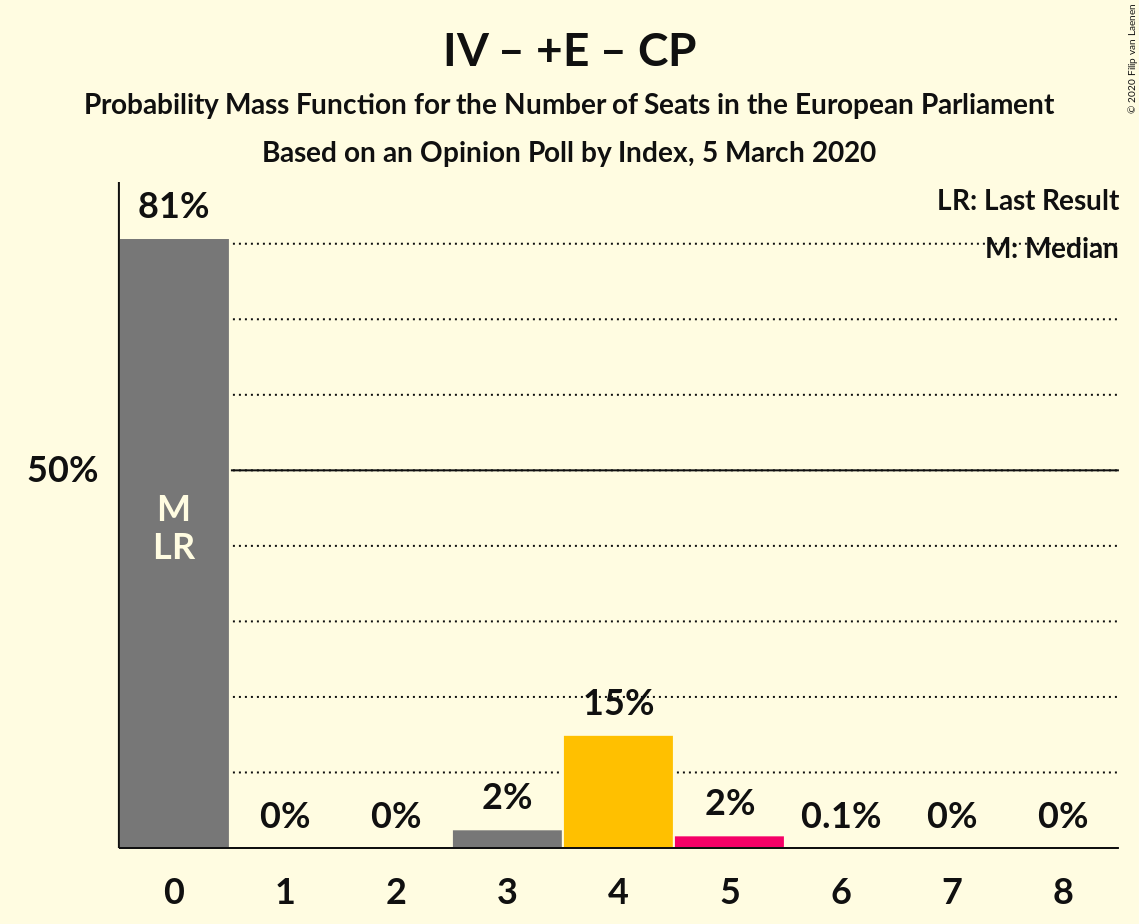 IV – +E – CP
Probability Mass Function for the Number of Seats in the European Parliament
Based on an Opinion Poll by Index, 5 March 2020
© 2020 Filip van Laenen
LR: Last Result
M: Median
81%
50%
M
LR
0%
0%
2%
15%
2%
0.1%
0%
0%
0
1
2
3
4
5
6
7
8